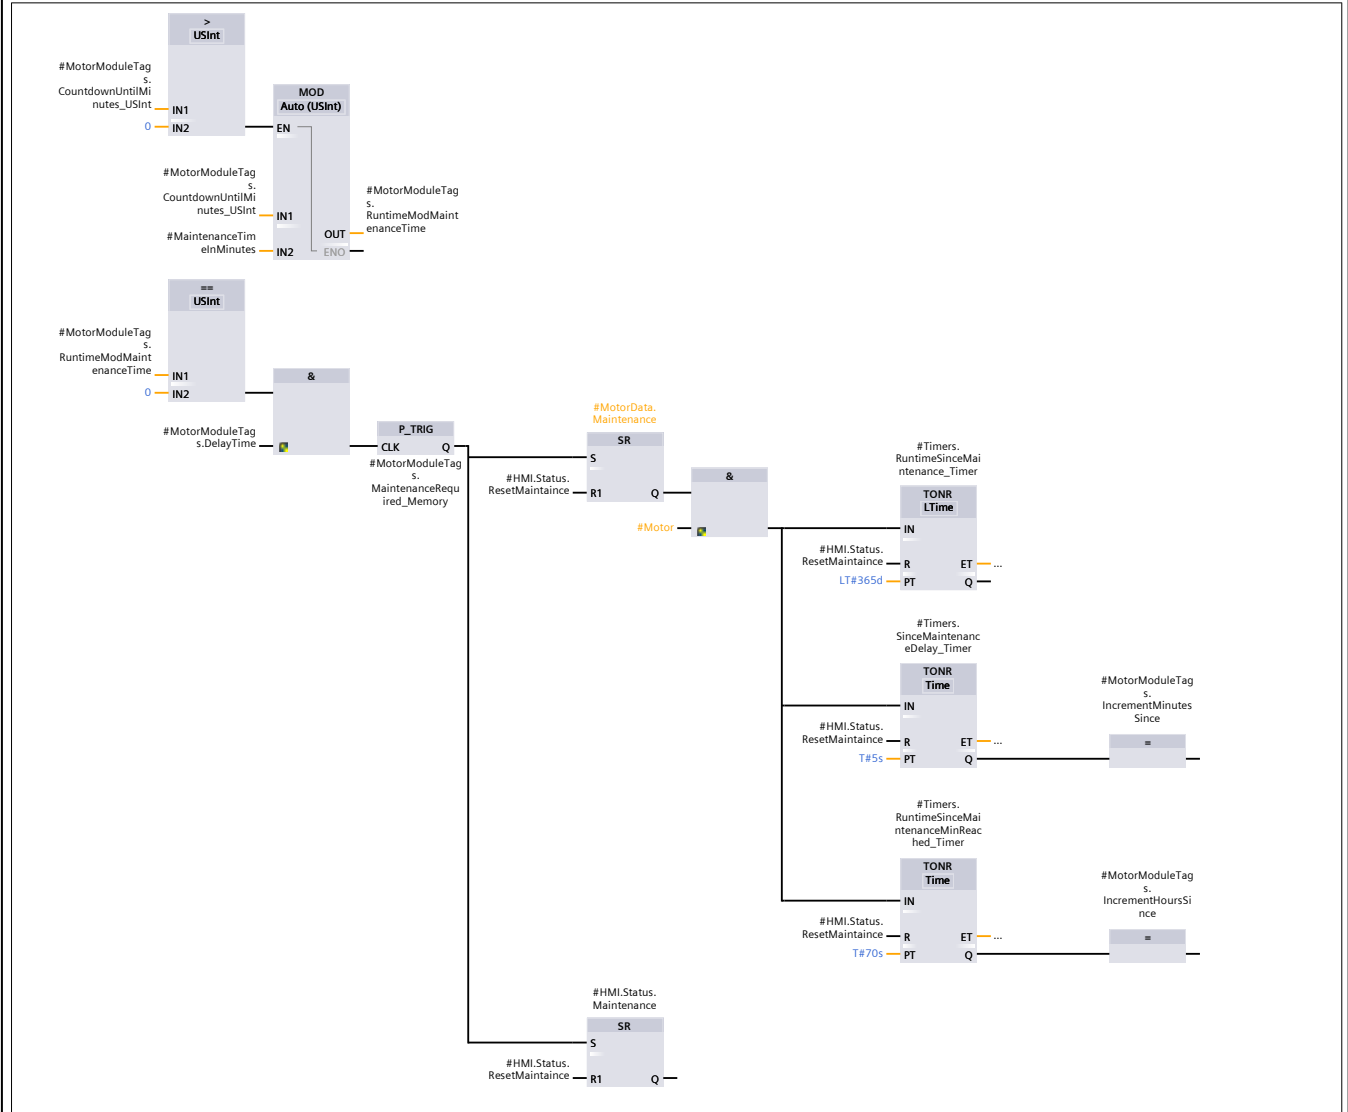 >
USInt
#MotorModuleTag
s.
CountdownUntilMi
nutes_USInt
IN1
0
IN2
MOD
Auto (USInt)
EN
#MotorModuleTag
s.
CountdownUntilMi
nutes_USInt
IN1
#MaintenanceTim
eInMinutes
IN2
OUT
ENO
#MotorModuleTag
s.
RuntimeModMaint
enanceTime
==
USInt
#MotorModuleTag
s.
RuntimeModMaint
enanceTime
IN1
0
IN2
&
#MotorModuleTag
s.DelayTime
P_TRIG
CLK Q
#MotorModuleTag
s.
MaintenanceRequ
ired_Memory
#MotorData.
Maintenance
SR
S
#HMI.Status.
ResetMaintaince
R1 Q
&
#Motor
#Timers.
RuntimeSinceMai
ntenance_Timer
TONR
LTime
IN
#HMI.Status.
ResetMaintaince
R ET ...
LT#365d
PT Q
#Timers.
SinceMaintenanc
eDelay_Timer
TONR
Time
IN
#HMI.Status.
ResetMaintaince
R ET ...
T#5s
PT Q
#MotorModuleTag
s.
IncrementMinutes
Since
=
#Timers.
RuntimeSinceMai
ntenanceMinReac
hed_Timer
TONR
Time
IN
#HMI.Status.
ResetMaintaince
R ET ...
T#70s
PT Q
#MotorModuleTag
s.
IncrementHoursSi
nce
=
#HMI.Status.
Maintenance
SR
S
#HMI.Status.
ResetMaintaince
R1 Q